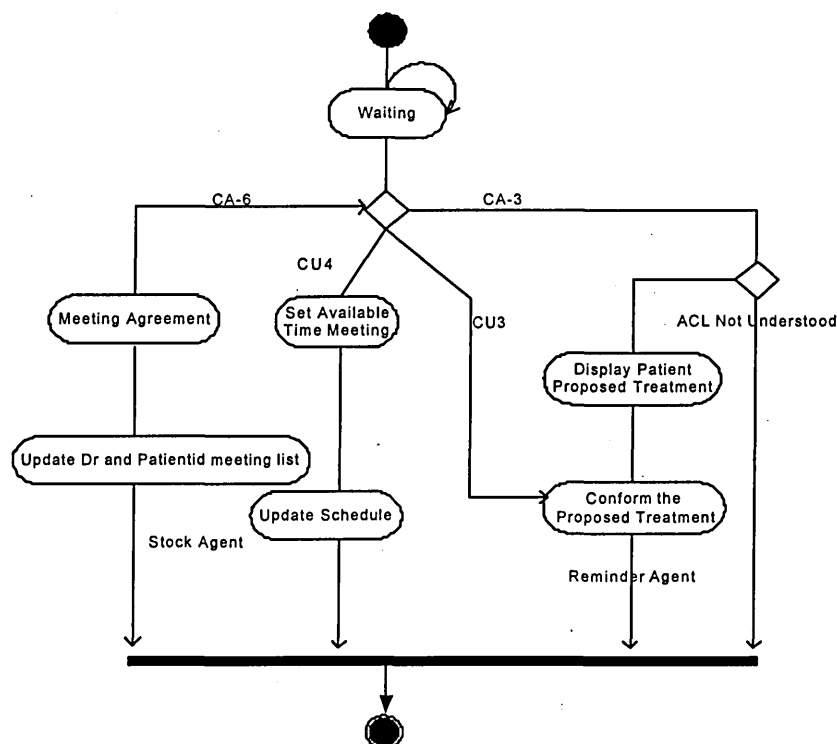 Waiting
CA-6
CA-3
CU4
Meeting Agreement
Set Available
Time Meeting
CU3
ACL Not Understood
Display Patient
Proposed Treatment
Update Dr and Patientid meeting list
Update Schedule
Conform the
Proposed Treatment
Stock Agent
Reminder Agent